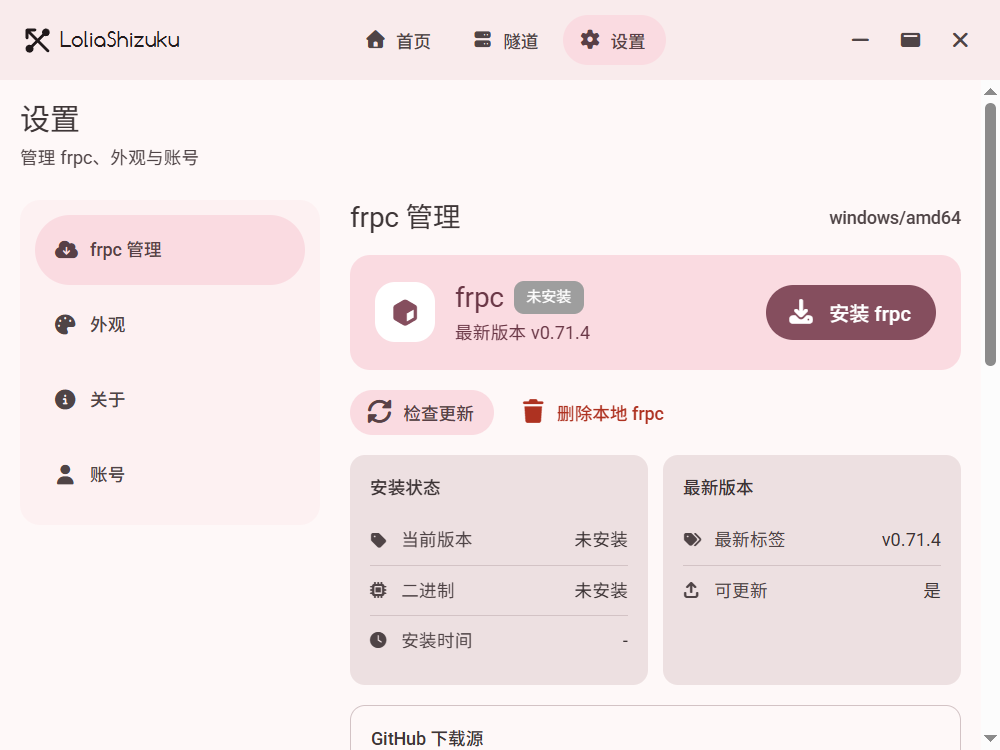 LoliaShizuku
首页
隧道
设置
设置
管理 frpc、外观与账号
frpc 管理
外观
关于
账号
frpc 管理
windows/amd64
frpc 未安装
最新版本 v0.71.4
安装 frpc
检查更新
删除本地 frpc
安装状态
当前版本 未安装
二进制 未安装
安装时间 -
最新版本
最新标签 v0.71.4
可更新 是
GitHub 下载源